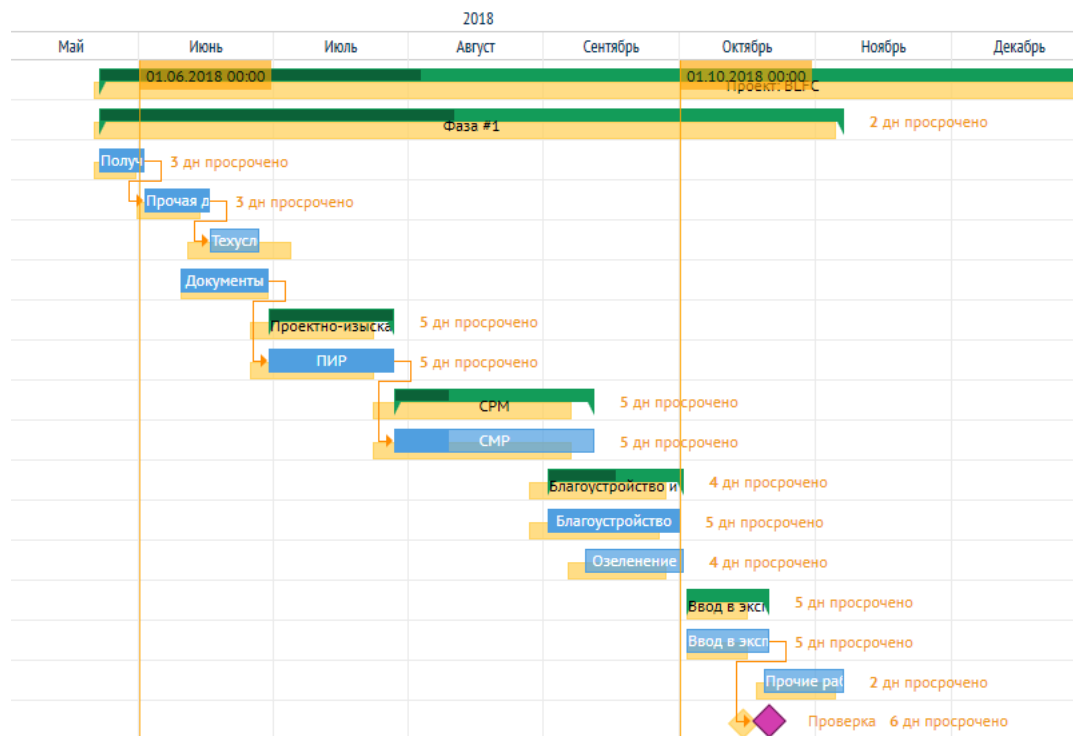 2018
Май Июнь Июль Август Сентябрь Октябрь Ноябрь Декабрь
01.06.2018 00:00 01.10.2018 00:00
Проект: BLFC
Фаза #1 2 дн просрочено
Получ 3 дн просрочено
Прочая д 3 дн просрочено
Техусл
Документы
Проектно-изыска 5 дн просрочено
ПИР 5 дн просрочено
СРМ 5 дн просрочено
СМР 5 дн просрочено
Благоустройство и 4 дн просрочено
Благоустройство 5 дн просрочено
Озеленение 4 дн просрочено
Ввод в эксп 5 дн просрочено
Ввод в эксп 5 дн просрочено
Прочие раб 2 дн просрочено
Проверка 6 дн просрочено